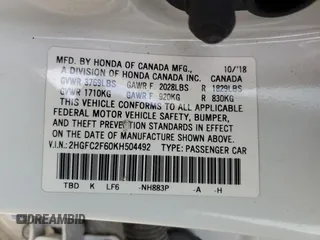 MFD. BY HONDA OF CANADA MFG., 10/'18
A DIVISION OF HONDA CANADA INC. CANADA
GVWR 3769LBS GAWR F 2028LBS R 1829LBS
GVWR 1710KG GAWR F 920KG R 830KG
THIS VEHICLE CONFORMS TO ALL APPLICABLE
FEDERAL MOTOR VEHICLE SAFETY, BUMPER,
AND THEFT PREVENTION STANDARDS IN EFFECT
ON THE DATE OF MANUFACTURE SHOWN ABOVE.
V.I.N.: 2HGFC2F60KH504492 TYPE: PASSENGER CAR
TBD K LF6 -NH883P -A -H
DREAMBID